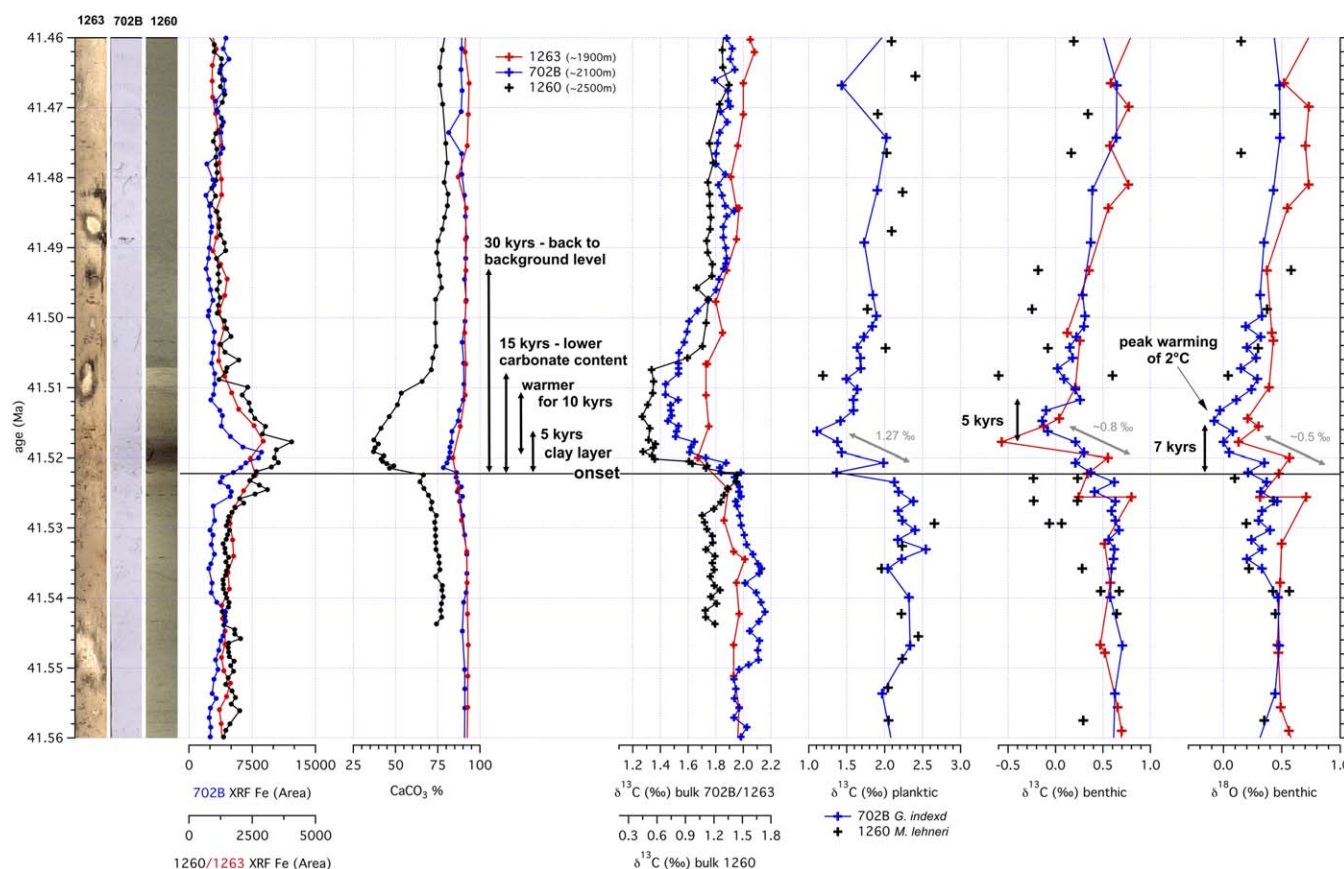 1263 702B 1260
1263 (~1900m)
702B (~2100m)
1260 (~2500m)
age (Ma)
41.46
41.47
41.48
41.49
41.50
41.51
41.52
41.53
41.54
41.55
41.56
30 kyrs - back to
background level
15 kyrs - lower
carbonate content
warmer
for 10 kyrs
5 kyrs
clay layer
onset
1.27 ‰
5 kyrs
~0.8 ‰
peak warming
of 2°C
7 kyrs
~0.5 ‰
0 7500 15000
702B XRF Fe (Area)
0 2500 5000
1260/1263 XRF Fe (Area)
25 50 75 100
CaCO3 %
1.2 1.4 1.6 1.8 2.0 2.2
δ13C (‰) bulk 702B/1263
0.3 0.6 0.9 1.2 1.5 1.8
δ13C (‰) bulk 1260
1.0 1.5 2.0 2.5 3.0
δ13C (‰) planktic
702B G. indexd
1260 M. lehneri
-0.5 0.0 0.5 1.0
δ13C (‰) benthic
0.0 0.5 1.0
δ18O (‰) benthic